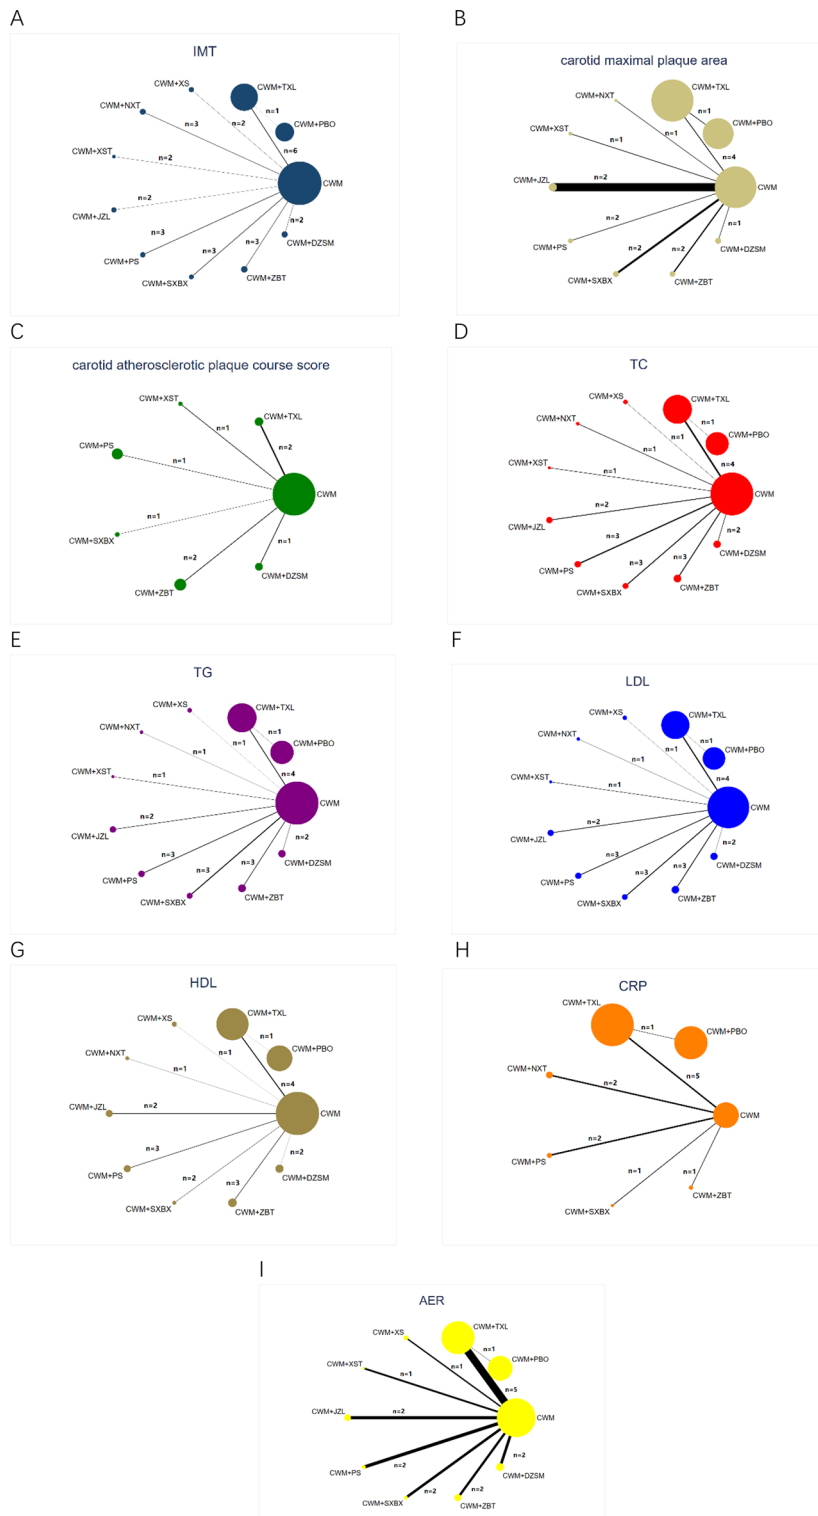 A
IMT
CWM+XS
CWM+TXL
CWM+NXT
n=1
n=2
n=3
CWM+PBO
CWM+XST
n=6
n=2
CWM
n=2
CWM+JZL
n=2
n=3
CWM+DZSM
n=3
n=3
CWM+PS
CWM+SXBX
CWM+ZBT
B
carotid maximal plaque area
CWM+TXL
CWM+NXT
n=1
CWM+PBO
CWM+XST
n=1
n=1
n=4
CWM+JZL
n=2
CWM
n=2
n=1
CWM+PS
n=2
n=2
CWM+DZSM
CWM+SXBX
CWM+ZBT
C
carotid atherosclerotic plaque course score
CWM+XST
CWM+TXL
n=1
CWM+PS
n=2
n=1
CWM
n=1
CWM+SXBX
n=1
n=2
CWM+DZSM
CWM+ZBT
D
TC
CWM+XS
CWM+TXL
CWM+NXT
n=1
n=1
CWM+PBO
n=1
CWM+XST
n=4
n=1
CWM
n=2
CWM+JZL
n=2
n=3
CWM+DZSM
n=3
n=3
CWM+PS
CWM+SXBX
CWM+ZBT
E
TG
CWM+XS
CWM+TXL
CWM+NXT
n=1
n=1
CWM+PBO
n=1
CWM+XST
n=1
n=4
CWM
n=2
CWM+JZL
n=2
n=3
n=3
n=3
CWM+DZSM
CWM+PS
CWM+SXBX
CWM+ZBT
F
LDL
CWM+XS
CWM+TXL
CWM+NXT
n=1
n=1
CWM+PBO
n=1
CWM+XST
n=1
n=4
CWM
n=2
CWM+JZL
n=2
n=3
n=3
n=3
CWM+DZSM
CWM+PS
CWM+SXBX
CWM+ZBT
G
HDL
CWM+XS
CWM+TXL
n=1
CWM+NXT
n=1
CWM+PBO
n=1
n=4
CWM+JZL
n=2
CWM
n=3
n=2
CWM+PS
n=2
n=3
CWM+DZSM
CWM+SXBX
CWM+ZBT
H
CRP
CWM+TXL
n=1
CWM+PBO
CWM+NXT
n=5
n=2
CWM
n=2
CWM+PS
n=1
n=1
CWM+SXBX
CWM+ZBT
I
AER
CWM+XS
CWM+TXL
n=1
CWM+PBO
CWM+XST
n=1
n=1
n=5
CWM+JZL
n=2
CWM
n=2
n=2
CWM+PS
n=2
n=2
CWM+DZSM
CWM+SXBX
CWM+ZBT